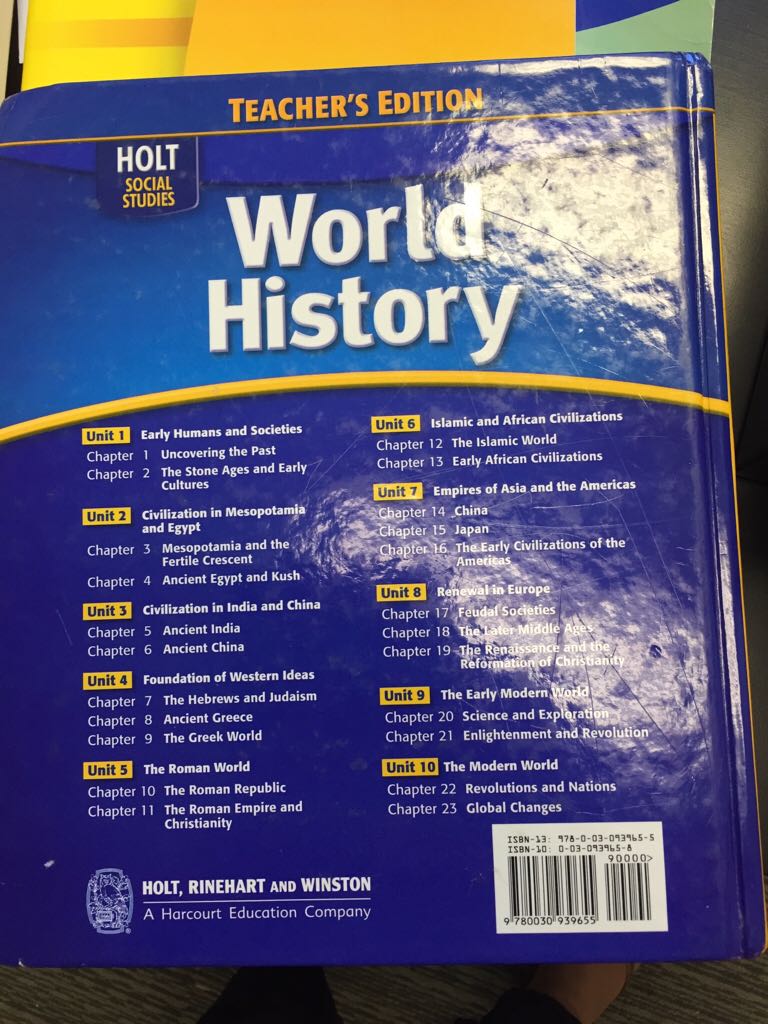 TEACHER'S EDITION
HOLT
SOCIAL
STUDIES
World
History
Unit 1 Early Humans and Societies
Chapter 1 Uncovering the Past
Chapter 2 The Stone Ages and Early
Cultures
Unit 2 Civilization in Mesopotamia
and Egypt
Chapter 3 Mesopotamia and the
Fertile Crescent
Chapter 4 Ancient Egypt and Kush
Unit 3 Civilization in India and China
Chapter 5 Ancient India
Chapter 6 Ancient China
Unit 4 Foundation of Western Ideas
Chapter 7 The Hebrews and Judaism
Chapter 8 Ancient Greece
Chapter 9 The Greek World
Unit 5 The Roman World
Chapter 10 The Roman Republic
Chapter 11 The Roman Empire and
Christianity
Unit 6 Islamic and African Civilizations
Chapter 12 The Islamic World
Chapter 13 Early African Civilizations
Unit 7 Empires of Asia and the Americas
Chapter 14 China
Chapter 15 Japan
Chapter 16 The Early Civilizations of the
Americas
Unit 8 Renewal in Europe
Chapter 17 Feudal Societies
Chapter 18 The Later Middle Ages
Chapter 19 The Renaissance and the
Reformation of Christianity
Unit 9 The Early Modern World
Chapter 20 Science and Exploration
Chapter 21 Enlightenment and Revolution
Unit 10 The Modern World
Chapter 22 Revolutions and Nations
Chapter 23 Global Changes
HOLT, RINEHART AND WINSTON
A Harcourt Education Company
ISBN-13: 978-0-03-093965-5
ISBN-10: 0-03-093965-8
90000>
9 780030 939655